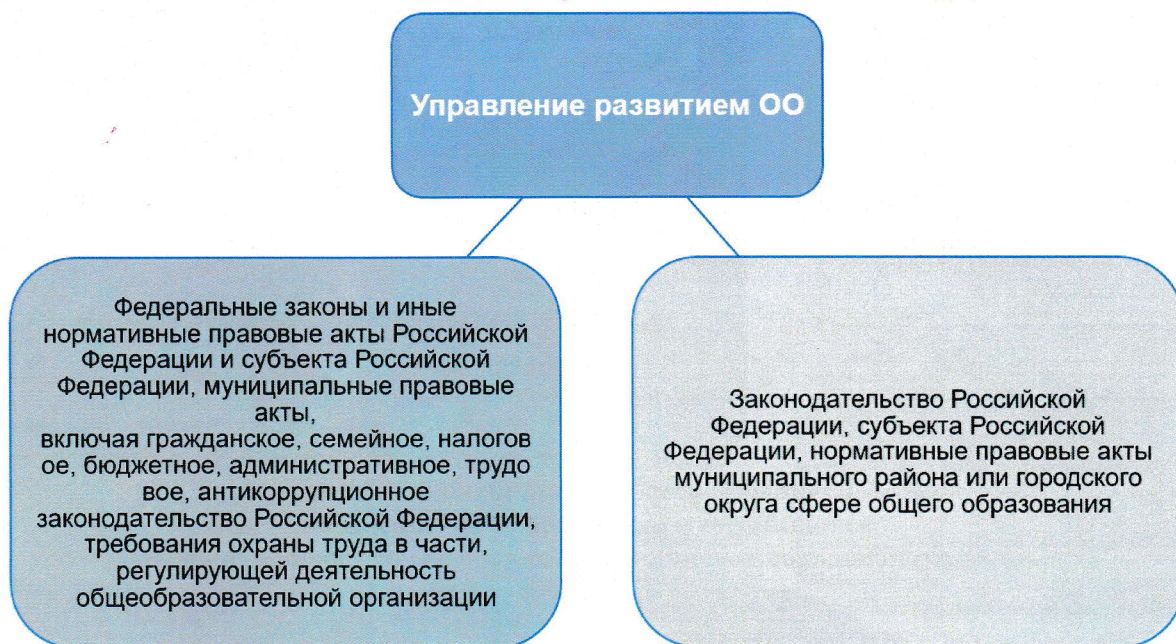 Управление развитием ОО
Федеральные законы и иные
нормативные правовые акты Российской
Федерации и субъекта Российской
Федерации, муниципальные правовые
акты,
включая гражданское, семейное, налогов
ое, бюджетное, административное, трудо
вое, антикоррупционное
законодательство Российской Федерации,
требования охраны труда в части,
регулирующей деятельность
общеобразовательной организации
Законодательство Российской
Федерации, субъекта Российской
Федерации, нормативные правовые акты
муниципального района или городского
округа сфере общего образования